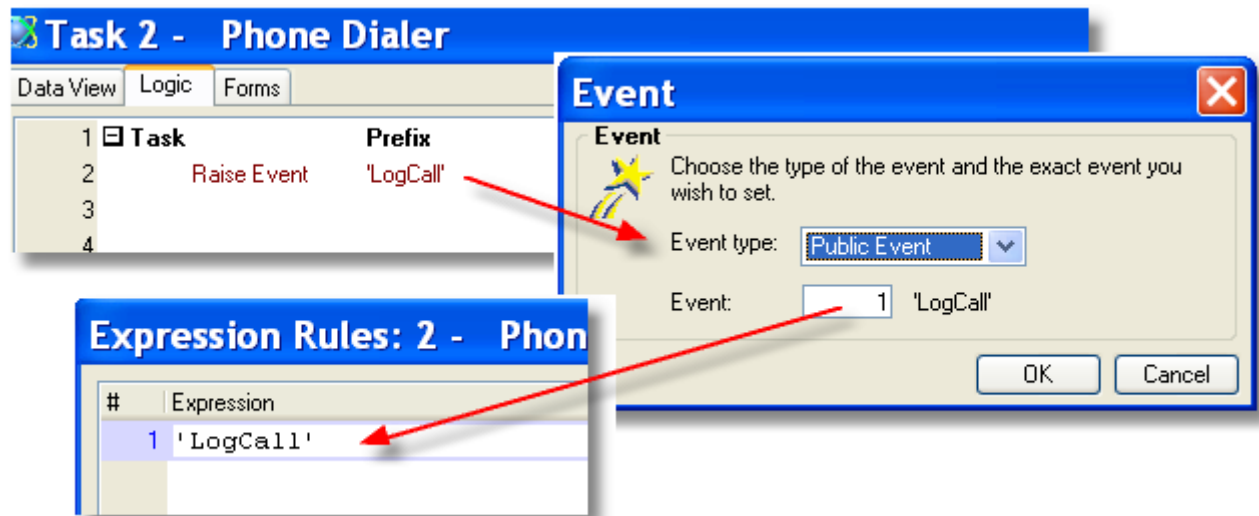 Task 2 - Phone Dialer
Data View Logic Forms
1 Task Prefix
2 Raise Event 'LogCall'
3
4
Event
Event
Choose the type of the event and the exact event you
wish to set.
Event type: Public Event
Event: 1 'LogCall'
OK Cancel
Expression Rules: 2 - Phon
# Expression
1 'LogCall'